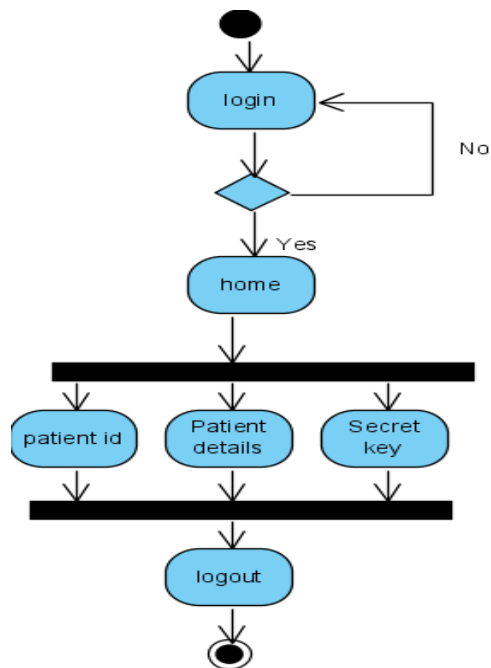 login
No
Yes
home
patient id
Patient
details
Secret
key
logout